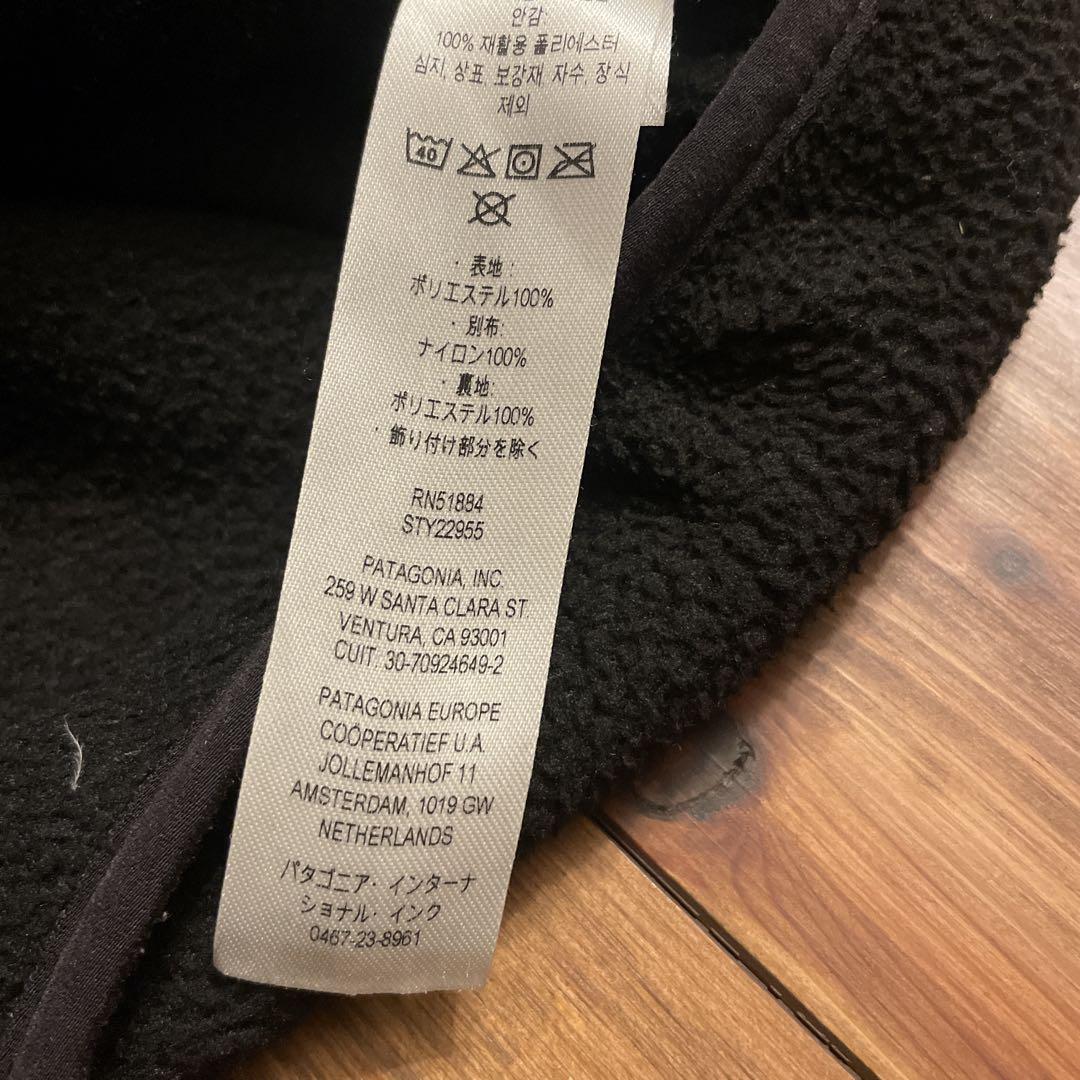 안감:
100% 재활용 폴리에스터
심지, 상표, 보강재, 자수, 장식
제외
40
・表地:
ポリエステル100%
・別布:
ナイロン100%
・裏地:
ポリエステル100%
・飾り付け部分を除く
RN51884
STY22955
PATAGONIA, INC.
259 W SANTA CLARA ST.
VENTURA, CA 93001
CUIT 30-70924649-2
PATAGONIA EUROPE
COÖPERATIEF U.A.
JOLLEMANHOF 11
AMSTERDAM, 1019 GW
NETHERLANDS
パタゴニア・インターナ
ショナル・インク
0467-23-8961